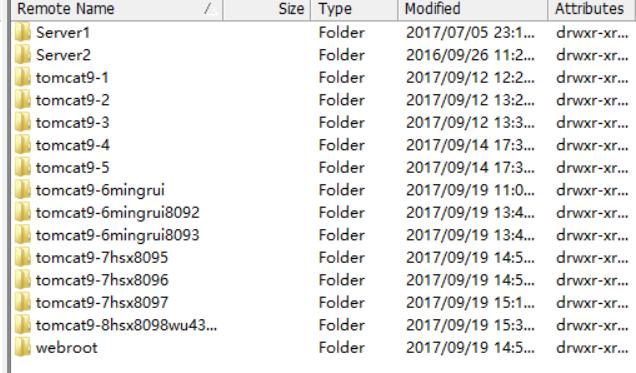 Remote Name / Size Type Modified Attributes
Server1 Folder 2017/07/05 23:1... drwxr-xr...
Server2 Folder 2016/09/26 11:2... drwxr-xr...
tomcat9-1 Folder 2017/09/12 12:2... drwxr-xr...
tomcat9-2 Folder 2017/09/12 13:2... drwxr-xr...
tomcat9-3 Folder 2017/09/12 13:3... drwxr-xr...
tomcat9-4 Folder 2017/09/14 17:3... drwxr-xr...
tomcat9-5 Folder 2017/09/14 17:3... drwxr-xr...
tomcat9-6mingrui Folder 2017/09/19 11:0... drwxr-xr...
tomcat9-6mingrui8092 Folder 2017/09/19 13:4... drwxr-xr...
tomcat9-6mingrui8093 Folder 2017/09/19 13:4... drwxr-xr...
tomcat9-7hsx8095 Folder 2017/09/19 14:5... drwxr-xr...
tomcat9-7hsx8096 Folder 2017/09/19 14:5... drwxr-xr...
tomcat9-7hsx8097 Folder 2017/09/19 15:1... drwxr-xr...
tomcat9-8hsx8098wu43... Folder 2017/09/19 15:3... drwxr-xr...
webroot Folder 2017/09/19 14:5... drwxr-xr...